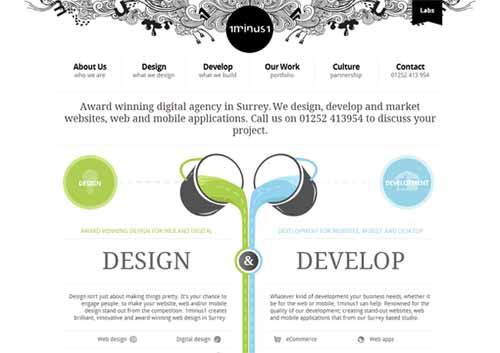 1minus1
Labs
About Us
who we are
Design
what we design
Develop
what we build
Our Work
portfolio
Culture
partnership
Contact
01252 413 954
Award winning digital agency in Surrey. We design, develop and market
websites, web and mobile applications. Call us on 01252 413954 to discuss your
project.
DESIGN
DEVELOPMENT
AWARD WINNING DESIGN FOR WEB AND DIGITAL
DESIGN
Design isn't just about making things pretty. It's your chance to
engage people, to make your website, web and/or mobile
design stand out from the competition. 1minus1 creates
brilliant, innovative and award winning web design in Surrey.
Web design
Digital design
&
DEVELOPMENT FOR WEBSITES, MOBILE AND DESKTOP
DEVELOP
Whatever kind of development your business needs, whether it
be for the web or mobile, 1minus1 can help. Renowned for the
quality of our development; creating stand-out websites, web
and mobile applications that from our Surrey based studio.
eCommerce
Web apps